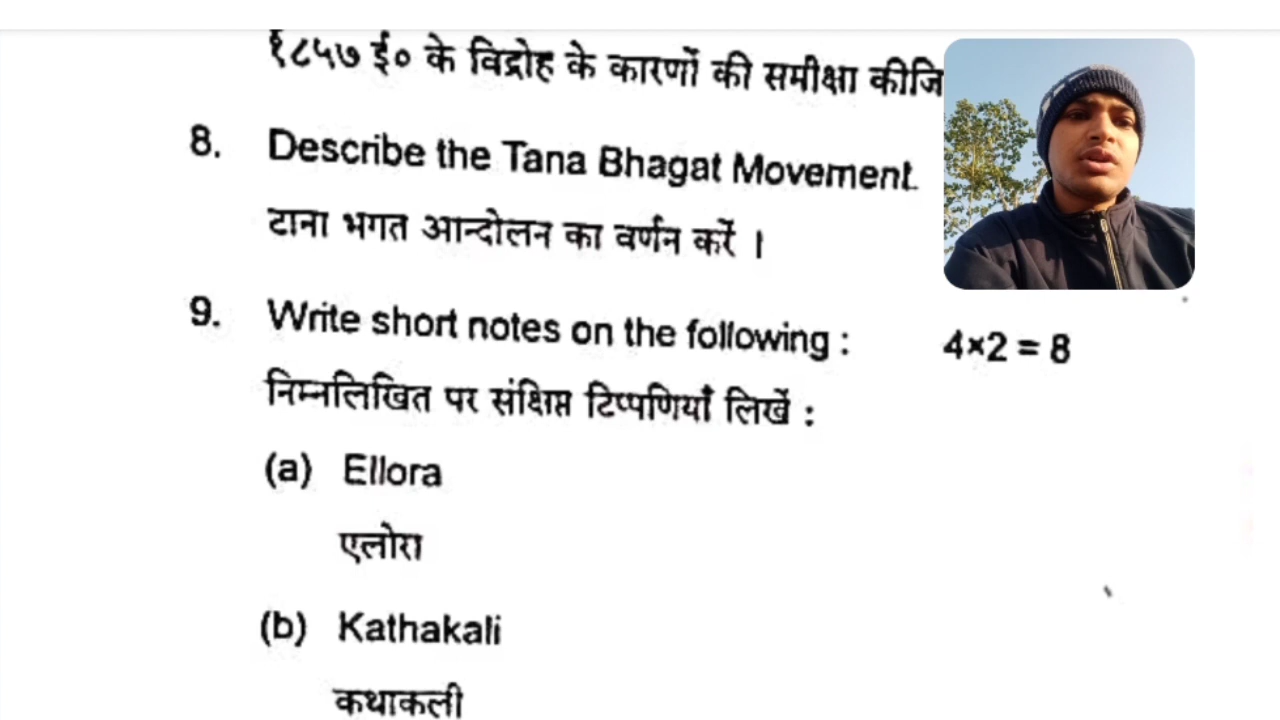 १८५७ ई० के विद्रोह के कारणों की समीक्षा कीजि
8. Describe the Tana Bhagat Movement.
टाना भगत आन्दोलन का वर्णन करें ।
9. Write short notes on the following : 4×2 = 8
निम्नलिखित पर संक्षिप्त टिप्पणियाँ लिखें :
(a) Ellora
एलोरा
(b) Kathakali
कथाकली